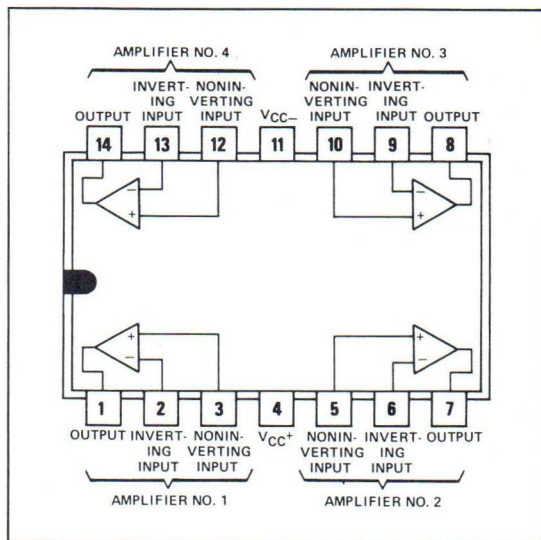 AMPLIFIER NO. 4 AMPLIFIER NO. 3
INVERT- NONIN- NONIN- INVERT-
ING VERTING VERTING ING
OUTPUT INPUT INPUT VCC– INPUT INPUT OUTPUT
14 13 12 11 10 9 8
– – 
+ +
+ +
– –
1 2 3 4 5 6 7
OUTPUT INVERT- NONIN- VCC+ NONIN- INVERT- OUTPUT
ING VERTING VERTING ING
INPUT INPUT INPUT INPUT
AMPLIFIER NO. 1 AMPLIFIER NO. 2